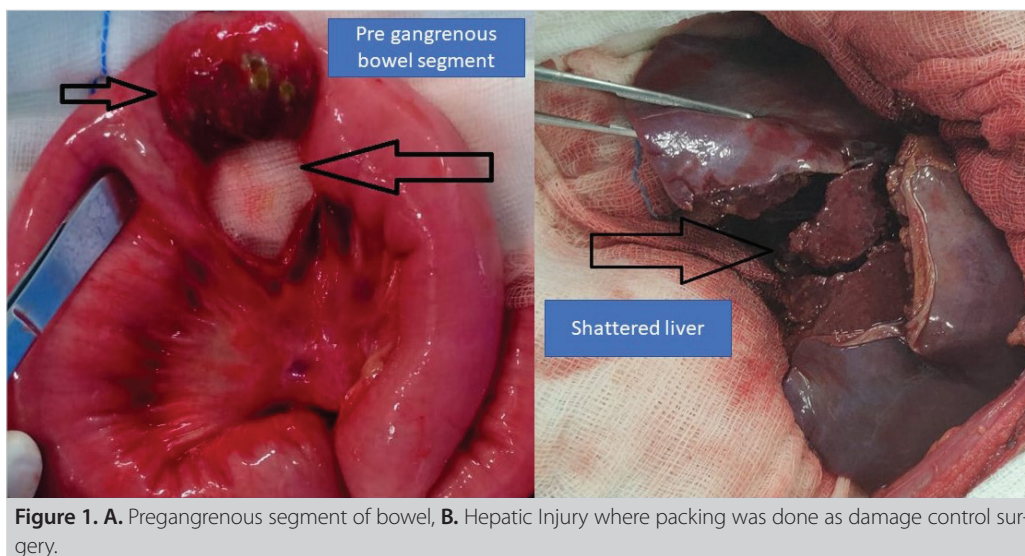 Pre gangrenous
bowel segment
Shattered liver
Figure 1. A. Pregangrenous segment of bowel, B. Hepatic Injury where packing was done as damage control sur-
gery.